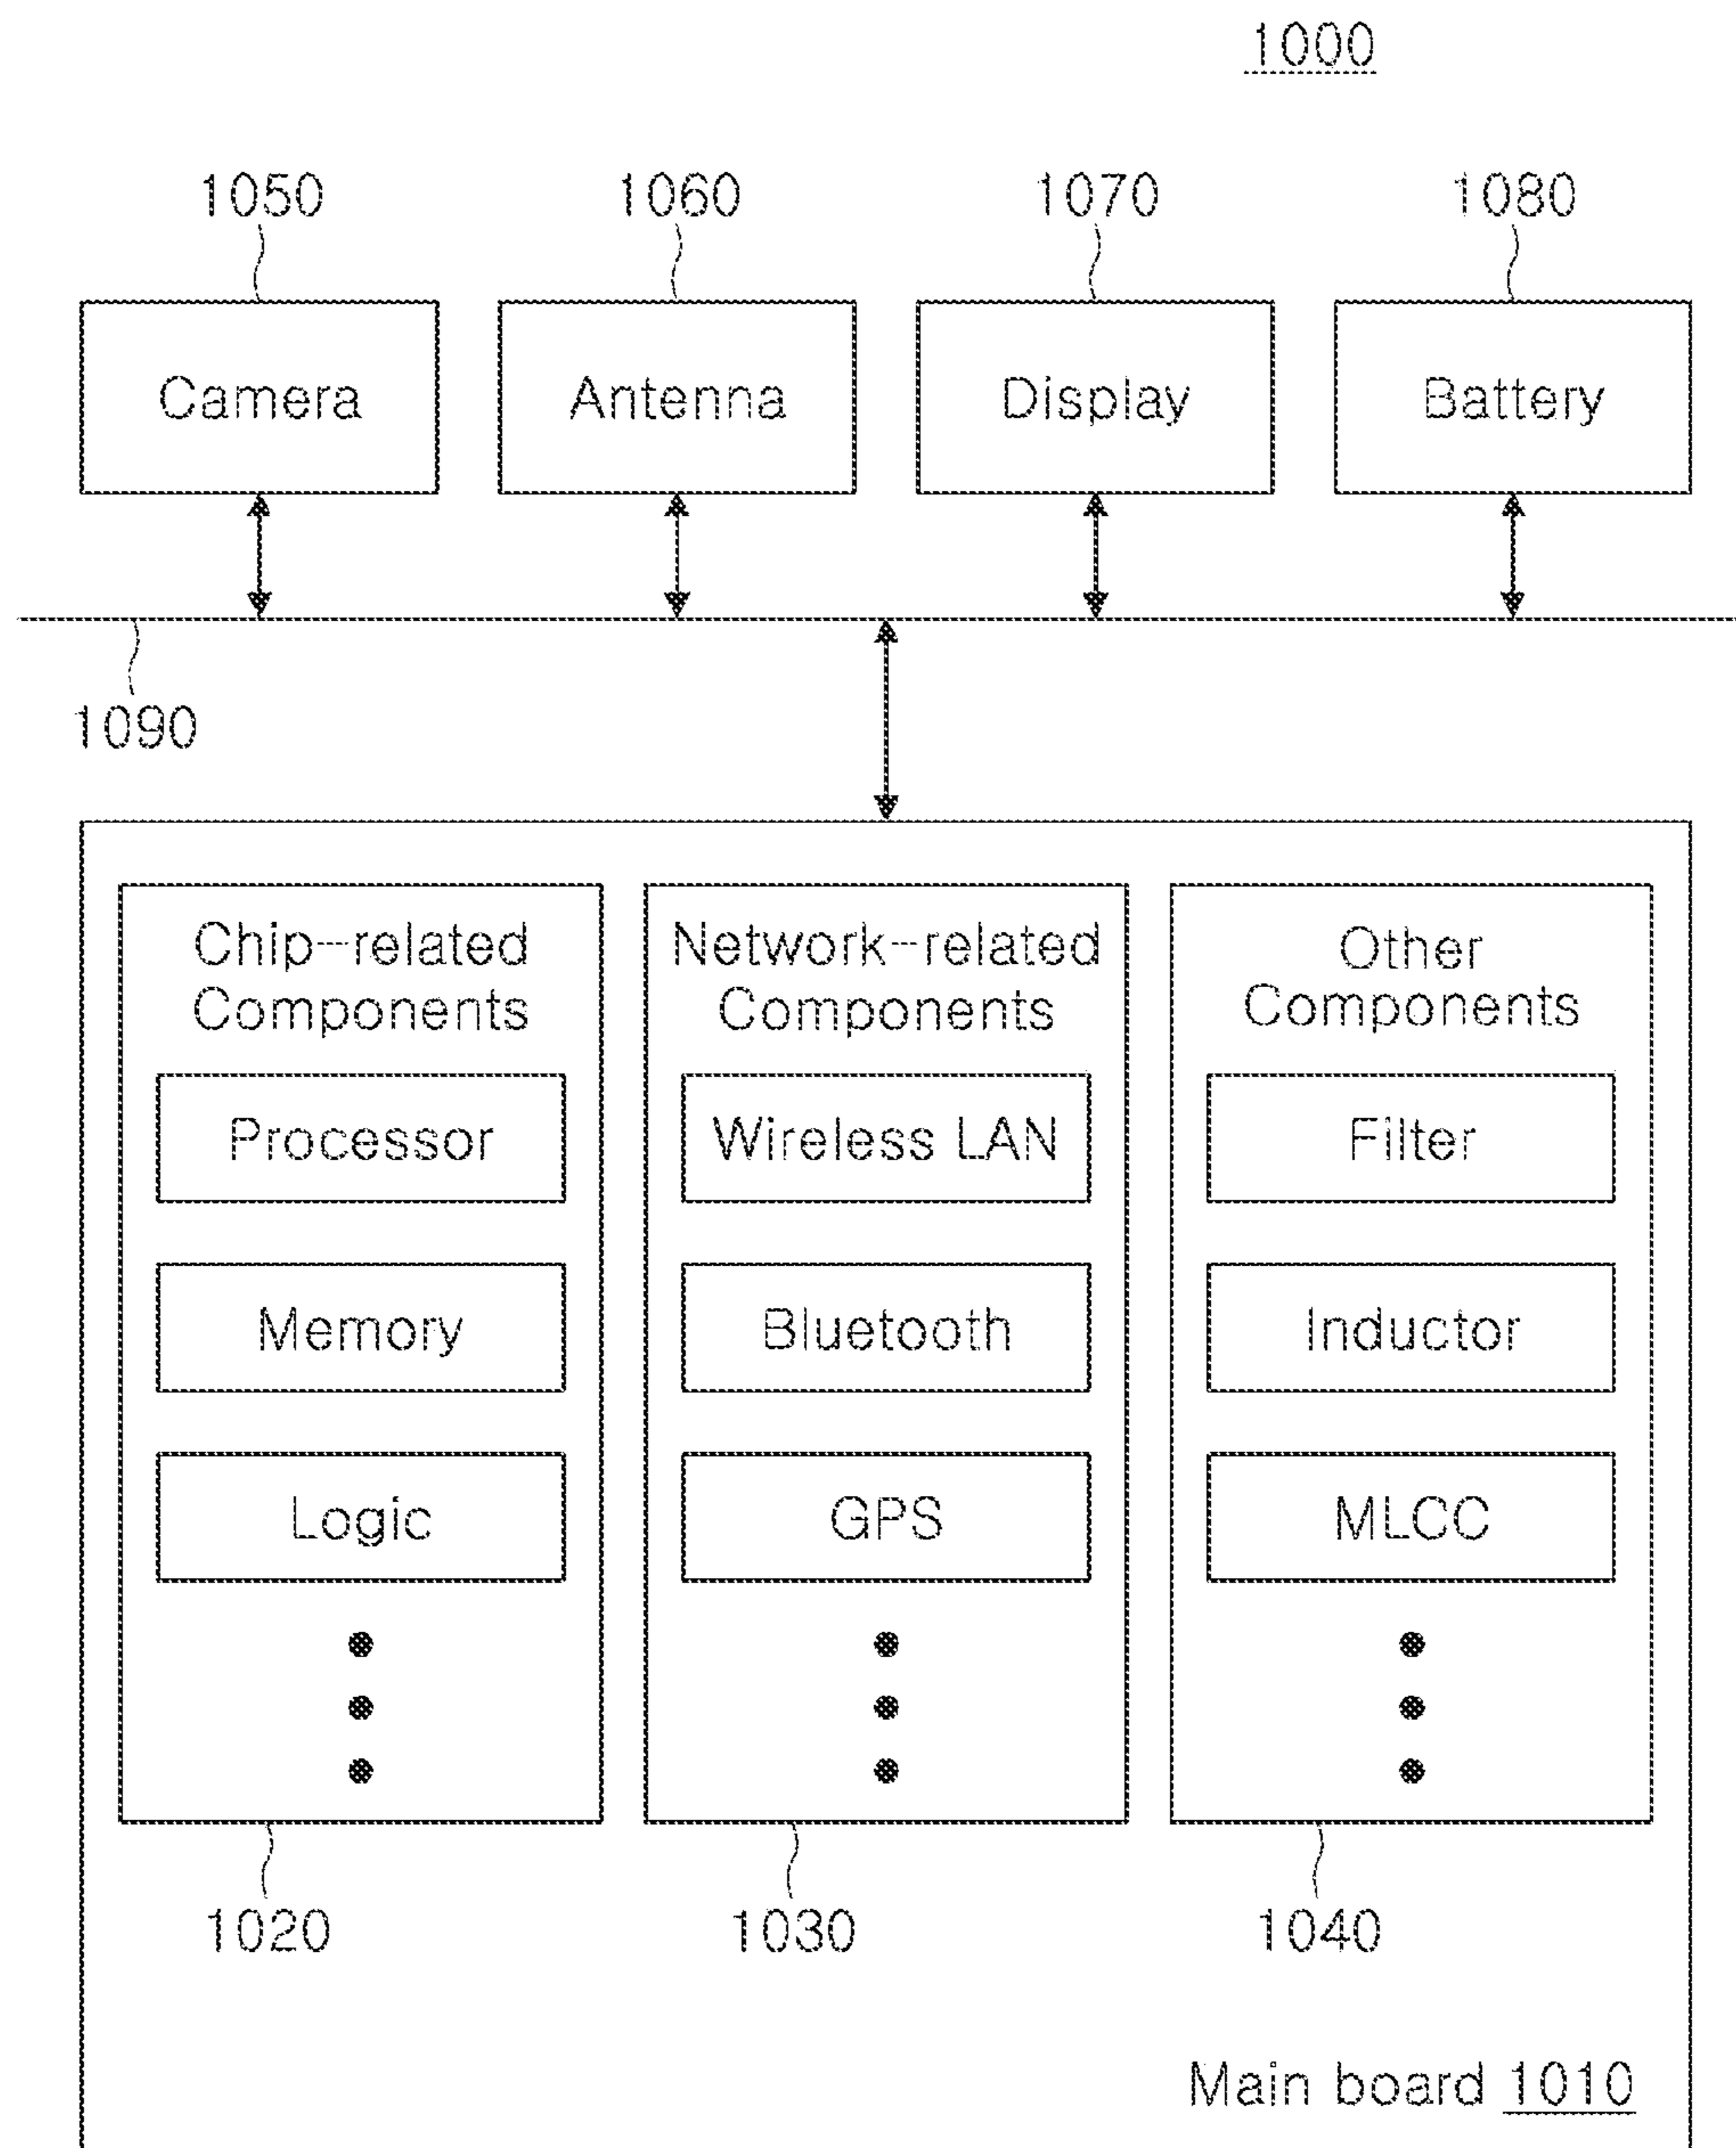 1000
1050 1060 1070 1080
Camera Antenna Display Battery
1090
Chip-related
Components
Processor
Memory
Logic
1020
Network-related
Components
Wireless LAN
Bluetooth
GPS
1030
Other
Components
Filter
Inductor
MLCC
1040
Main board 1010